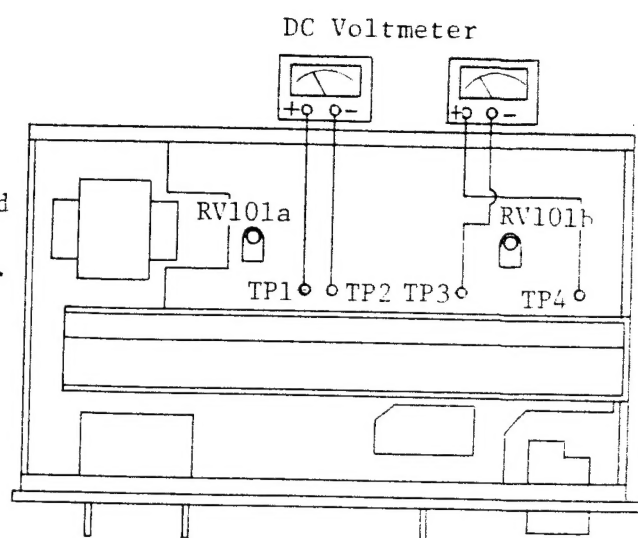 DC Voltmeter
+ -
+ -
d
RV101a
RV101b
.
TP1
TP2
TP3
TP4